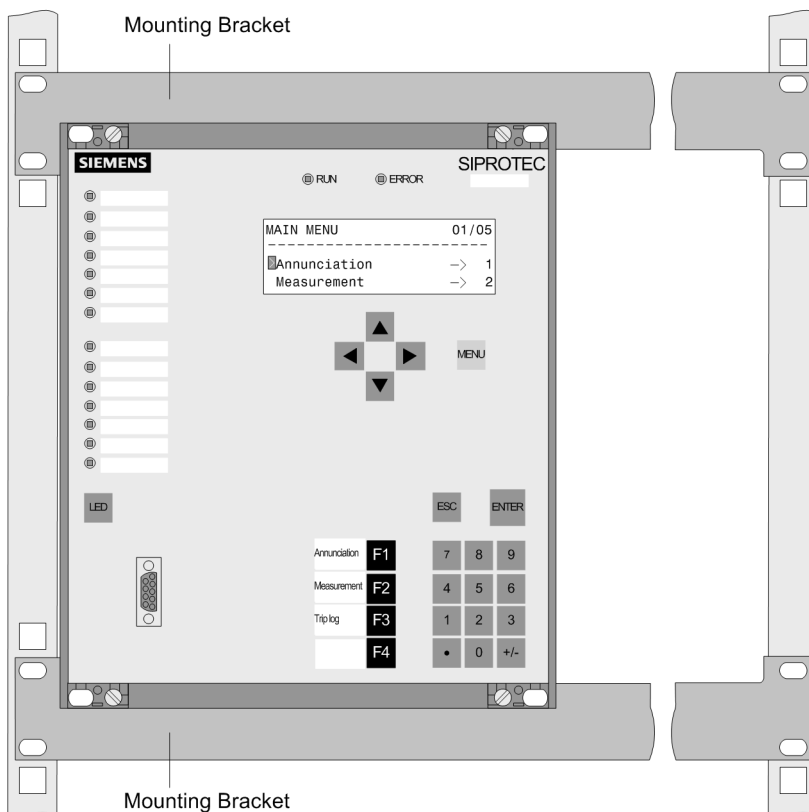 Mounting Bracket
SIEMENS
SIPROTEC
RUN
ERROR
MAIN MENU 01/05
--------------------
Annunciation –> 1
Measurement –> 2
MENU
LED
ESC
ENTER
Annunciation F1
7 8 9
Measurement F2
4 5 6
Trip log F3
1 2 3
F4
• 0 +/-
Mounting Bracket